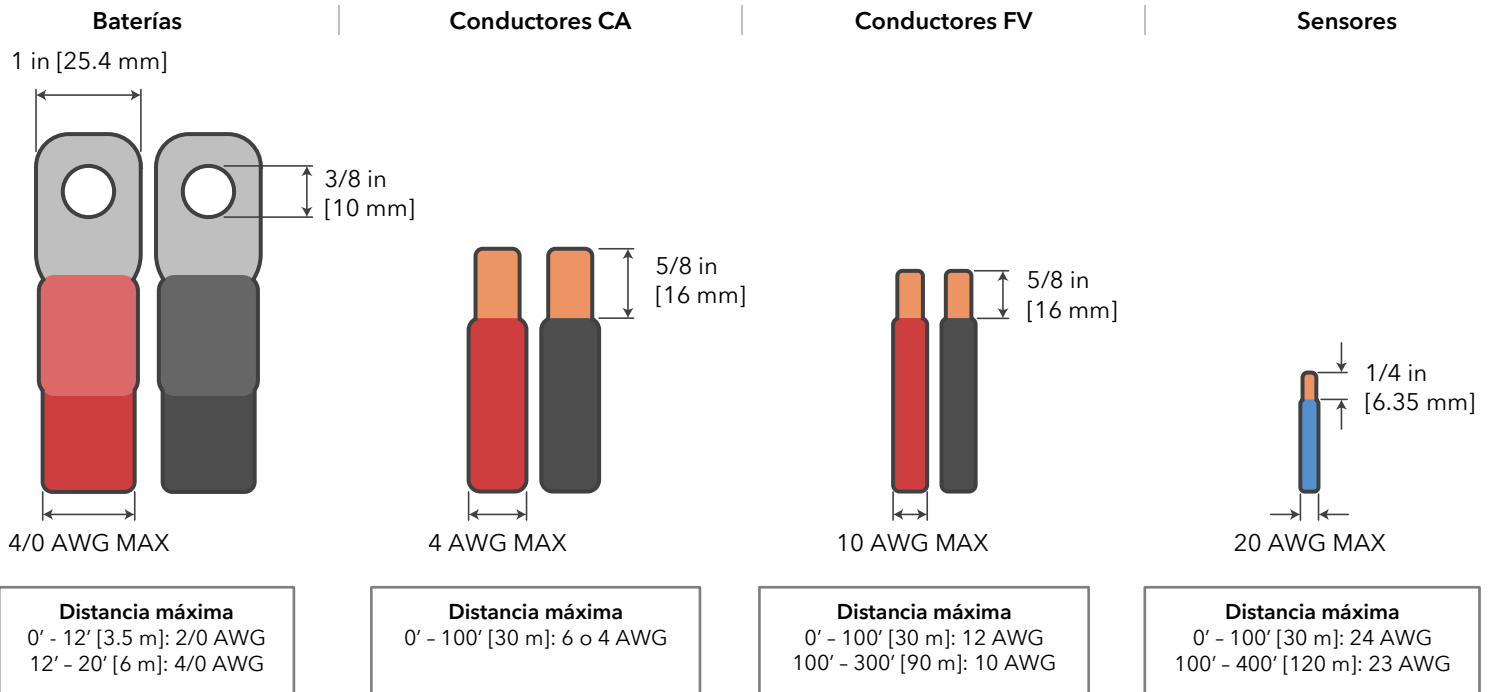 Baterías
1 in [25.4 mm]
3/8 in
[10 mm]
4/0 AWG MAX
Distancia máxima
0' - 12' [3.5 m]: 2/0 AWG
12' – 20' [6 m]: 4/0 AWG
Conductores CA
5/8 in
[16 mm]
4 AWG MAX
Distancia máxima
0' – 100' [30 m]: 6 o 4 AWG
Conductores FV
5/8 in
[16 mm]
10 AWG MAX
Distancia máxima
0' – 100' [30 m]: 12 AWG
100' – 300' [90 m]: 10 AWG
Sensores
1/4 in
[6.35 mm]
20 AWG MAX
Distancia máxima
0' – 100' [30 m]: 24 AWG
100' – 400' [120 m]: 23 AWG